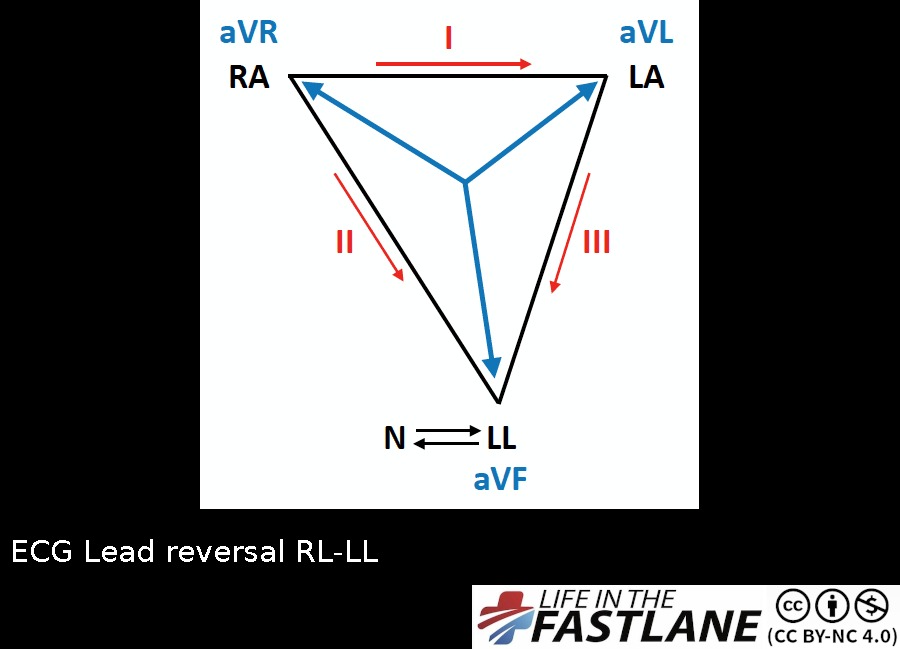 aVR I aVL
RA LA
II III
N LL
aVF
ECG Lead reversal RL-LL
LIFE IN THE
FASTLANE
cc $
(CC BY-NC 4.0)